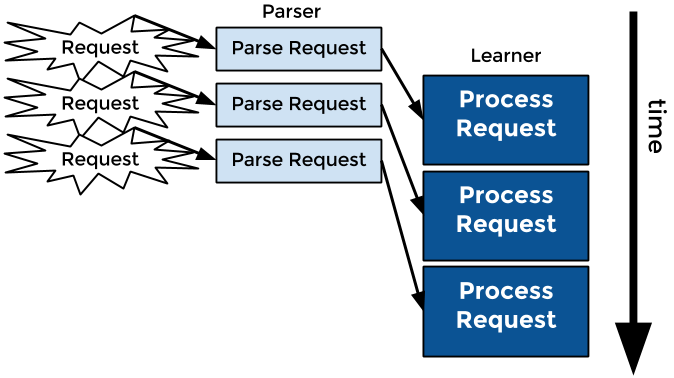 Parser
Request
Parse Request
Learner
Process
Request
Request
Parse Request
time
Request
Parse Request
Process
Request
Process
Request